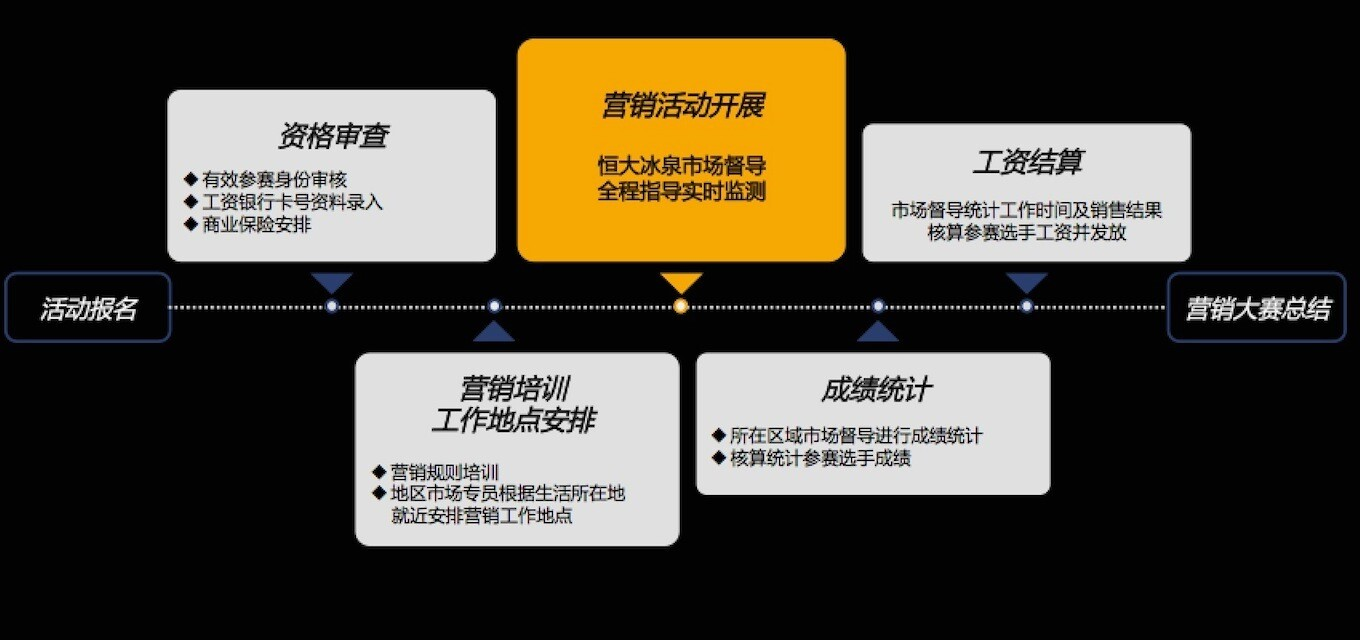 活动报名
资格审查
◆ 有效参赛身份审核
◆ 工资银行卡号资料录入
◆ 商业保险安排
营销培训
工作地点安排
◆ 营销规则培训
◆ 地区市场专员根据生活所在地
就近安排营销工作地点
营销活动开展
恒大冰泉市场督导
全程指导实时监测
成绩统计
◆ 所在区域市场督导进行成绩统计
◆ 核算统计参赛选手成绩
工资结算
市场督导统计工作时间及销售结果
核算参赛选手工资并发放
营销大赛总结